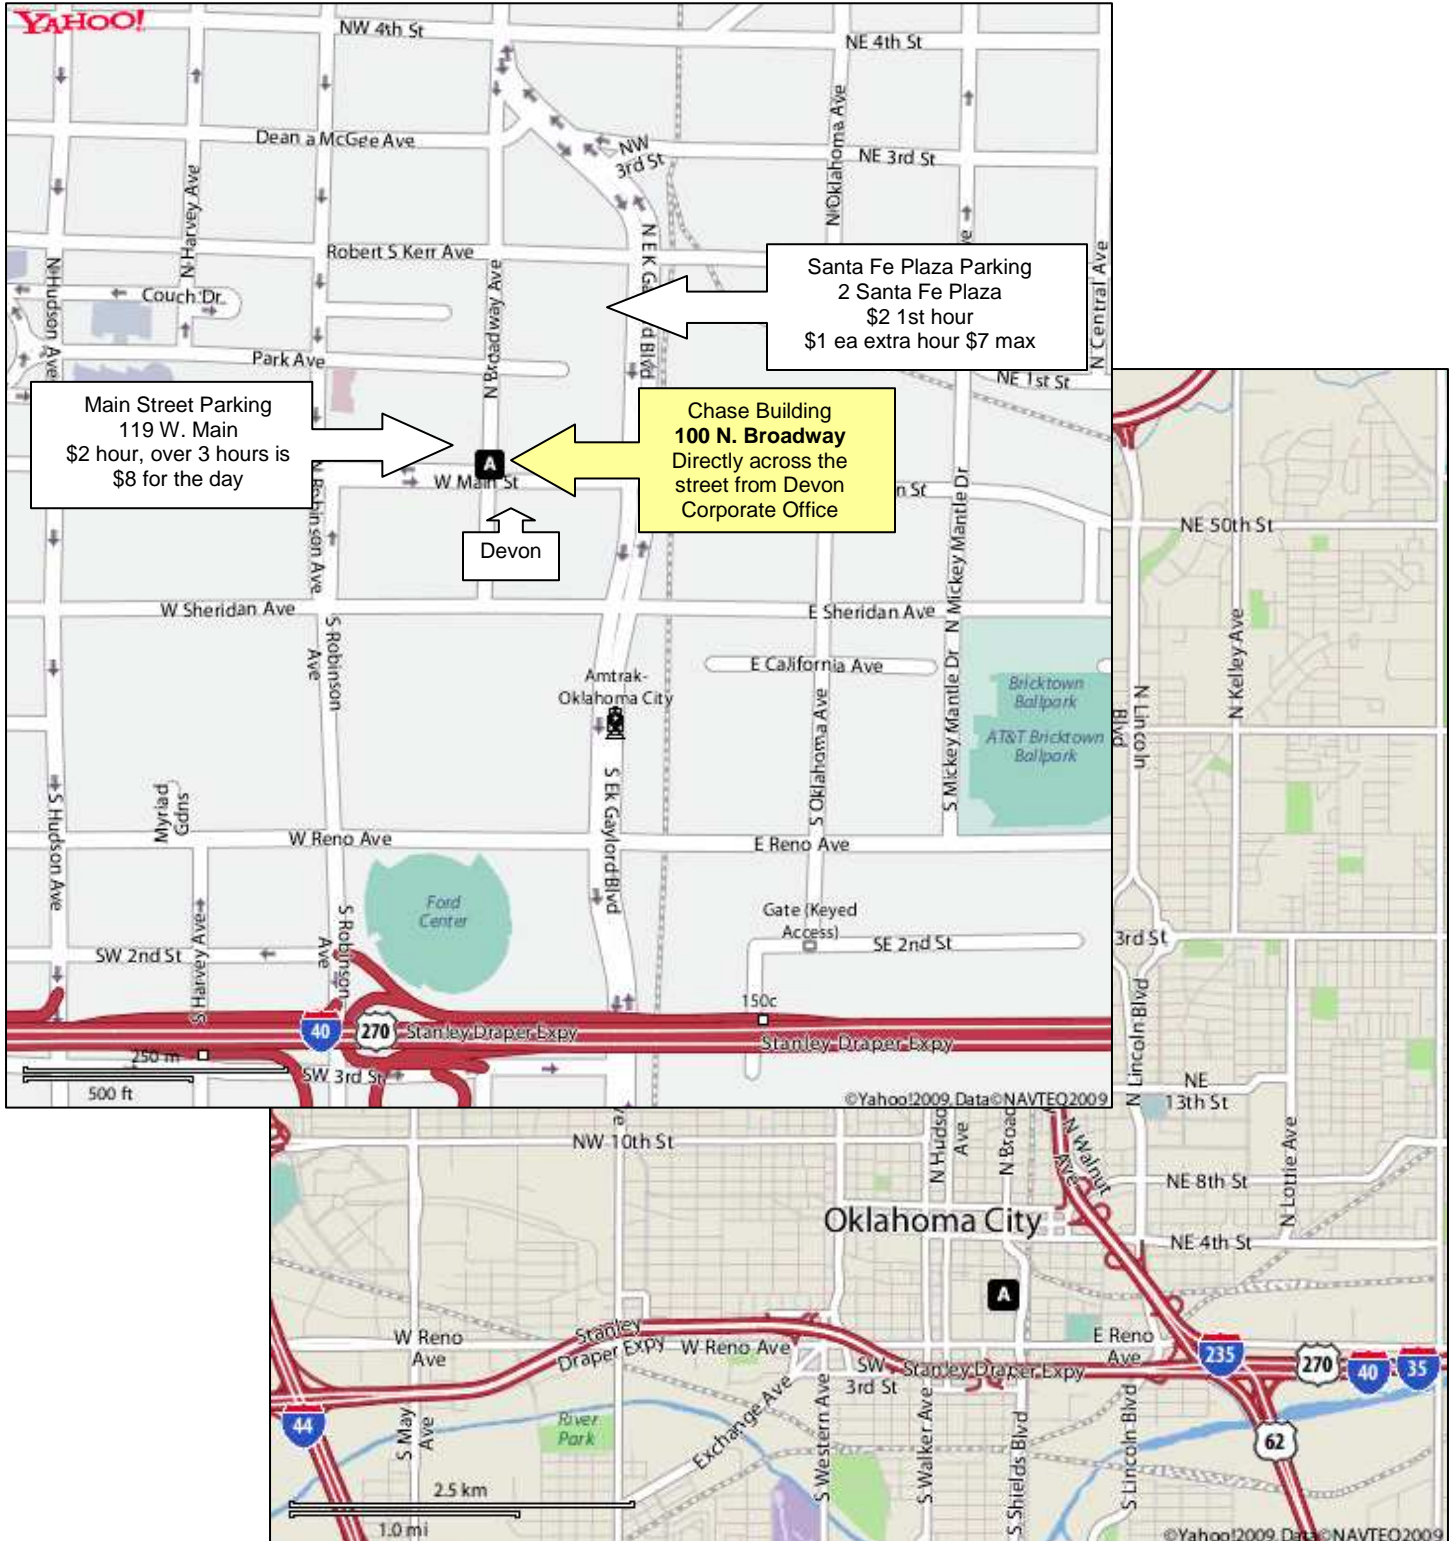 YAHOO!
NW 4th St
NE 4th St
Dean a McGee Ave
NW
3rd St
NE 3rd St
N Oklahoma Ave
N Harvey Ave
Robert S Kerr Ave
N Hudson Ave
Couch Dr
N Broadway Ave
N Central Ave
Santa Fe Plaza Parking
2 Santa Fe Plaza
$2 1st hour
$1 ea extra hour $7 max
Park Ave
NE 1st St
Main Street Parking
119 W. Main
$2 hour, over 3 hours is
$8 for the day
Chase Building
100 N. Broadway
Directly across the
street from Devon
Corporate Office
A
W Main St
N Robinson Ave
N Mickey Mantle Dr
Devon
W Sheridan Ave
E Sheridan Ave
S Robinson
Ave
E California Ave
Amtrak-
Oklahoma City
Bricktown
Ballpark
AT&T Bricktown
Ballpark
S Mickey Mantle Dr
S Oklahoma Ave
S Ek Gaylord Blvd
S Hudson Ave
Myriad
Gdns
W Reno Ave
E Reno Ave
Ford
Center
Gate (Keyed
Access)
SW 2nd St
SE 2nd St
S Harvey Ave
S Robinson
Ave
150c
40
270
Stanley Draper Expy
Stanley Draper Expy
250 m
500 ft
SW 3rd St
©Yahoo!2009, Data©NAVTEQ2009
NE 50th St
N Kelley Ave
N Lincoln
Blvd
3rd St
N Lincoln Blvd
NE
13th St
N Lottie Ave
NW 10th St
N Hudson
Ave
N Broad
N Walnut
Ave
NE 8th St
Oklahoma City
NE 4th St
A
W Reno
Ave
Stanley
Draper Expy
W Reno Ave
SW
3rd St
Stanley Draper Expy
E Reno
Ave
235
270
40
35
44
S May
Ave
River
Park
Exchange Ave
S Western Ave
S Walker Ave
S Shields Blvd
S Lincoln Blvd
62
2.5 km
1.0 mi
©Yahoo!2009, Data©NAVTEQ2009